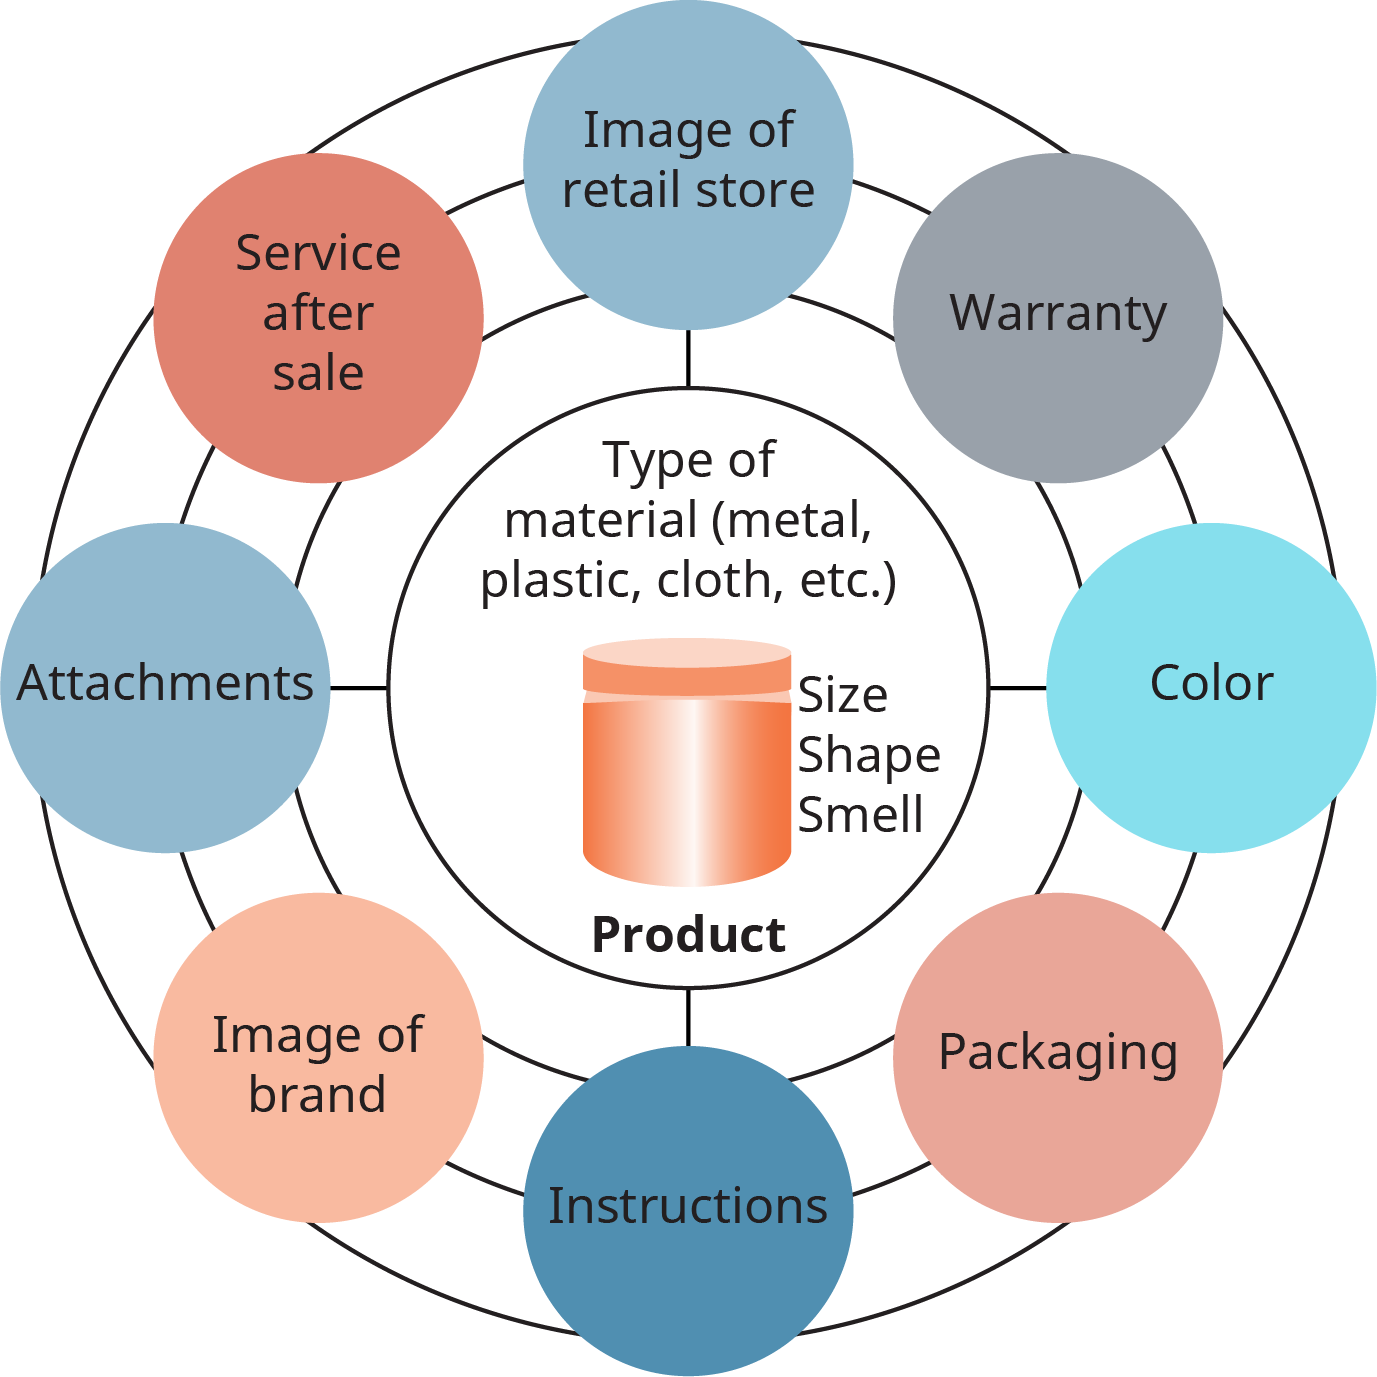 Image of
retail store
Warranty
Color
Packaging
Instructions
Image of
brand
Attachments
Service
after
sale
Type of
material (metal,
plastic, cloth, etc.)
Size
Shape
Smell
Product